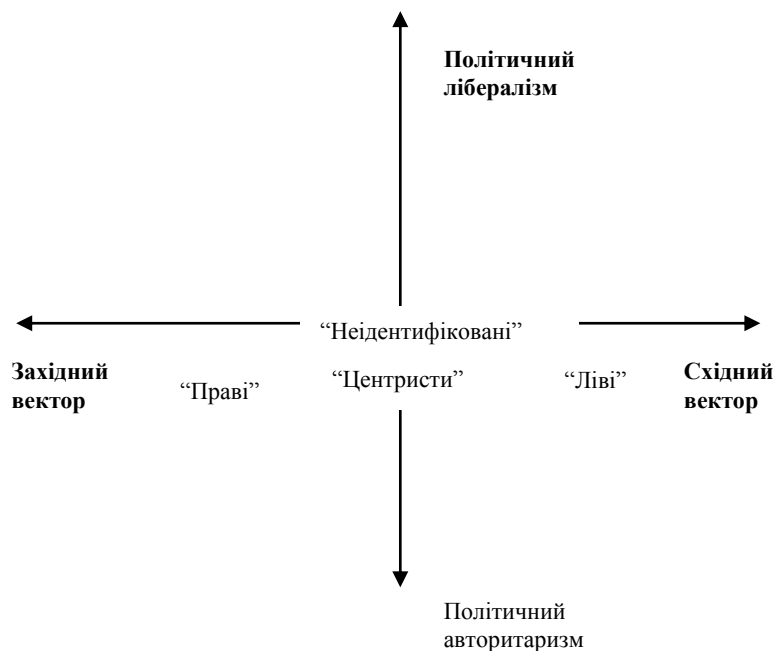 Політичний
лібералізм
“Неідентифіковані”
Західний
вектор
“Праві”
“Центристи”
“Ліві”
Східний
вектор
Політичний
авторитаризм